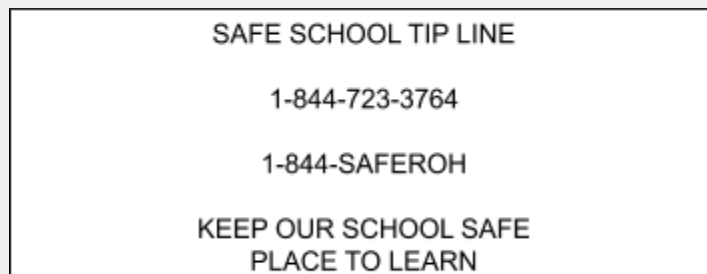 SAFE SCHOOL TIP LINE
1-844-723-3764
1-844-SAFEROH
KEEP OUR SCHOOL SAFE
PLACE TO LEARN